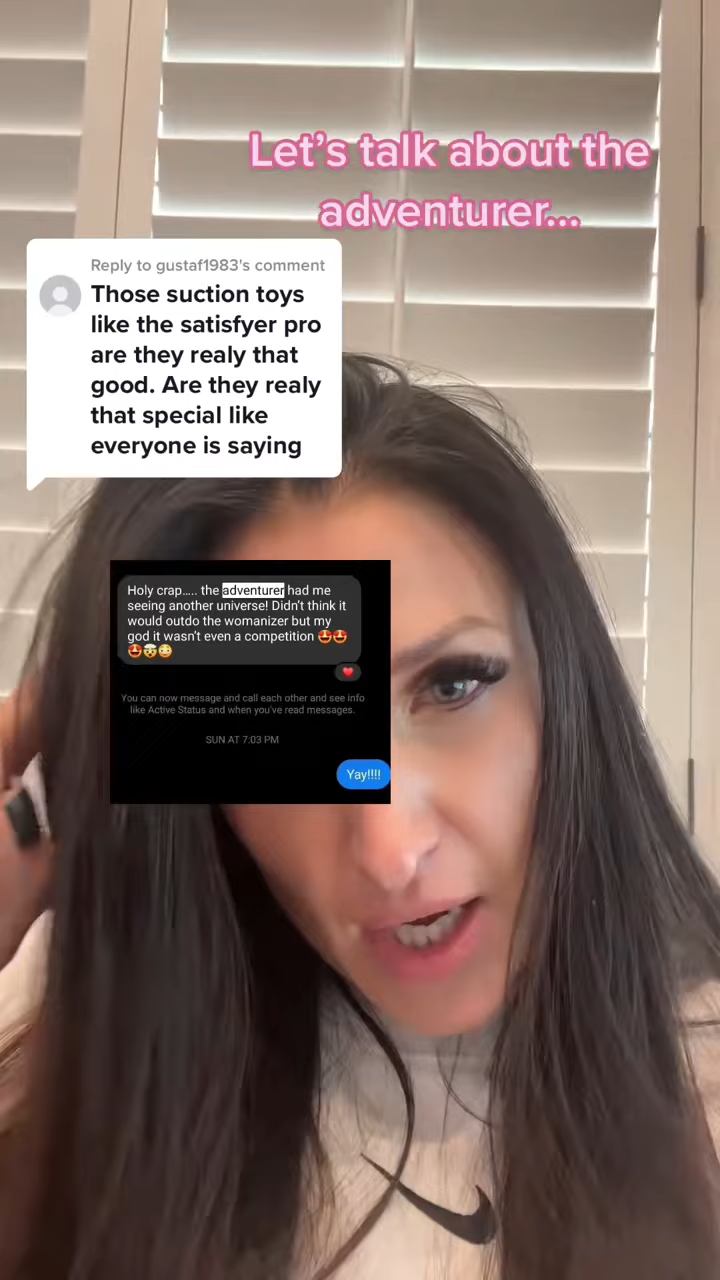 Let's talk about the
adventurer...
Reply to gustaf1983's comment
Those suction toys
like the satisfyer pro
are they realy that
good. Are they realy
that special like
everyone is saying
Holy crap..... the adventurer had me
seeing another universe! Didn't think it
would outdo the womanizer but my
god it wasn't even a competition 🤩🤩
🤩🤯😳
You can now message and call each other and see info
like Active Status and when you've read messages.
SUN AT 7:03 PM
Yay!!!!